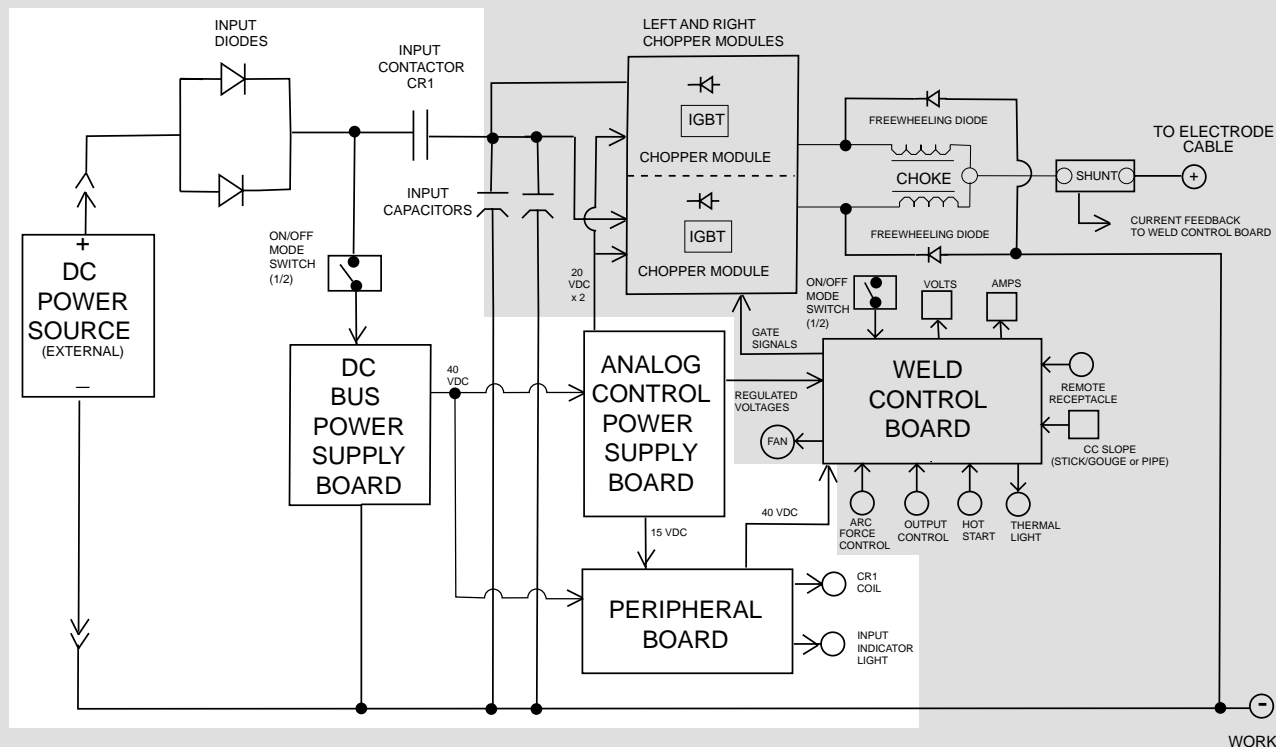 INPUT
DIODES
INPUT
CONTACTOR
CR1
LEFT AND RIGHT
CHOPPER MODULES
IGBT
CHOPPER MODULE
IGBT
CHOPPER MODULE
FREEWHEELING DIODE
CHOKE
FREEWHEELING DIODE
TO ELECTRODE
CABLE
SHUNT
+
CURRENT FEEDBACK
TO WELD CONTROL BOARD
INPUT
CAPACITORS
+
DC
POWER
SOURCE
(EXTERNAL)
–
ON/OFF
MODE
SWITCH
(1/2)
20
VDC
x 2
ON/OFF
MODE
SWITCH
(1/2)
VOLTS
AMPS
DC
BUS
POWER
SUPPLY
BOARD
40
VDC
ANALOG
CONTROL
POWER
SUPPLY
BOARD
GATE
SIGNALS
REGULATED
VOLTAGES
FAN
WELD
CONTROL
BOARD
REMOTE
RECEPTACLE
CC SLOPE
(STICK/GOUGE or PIPE)
ARC
FORCE
CONTROL
OUTPUT
CONTROL
HOT
START
THERMAL
LIGHT
15 VDC
40 VDC
PERIPHERAL
BOARD
CR1
COIL
INPUT
INDICATOR
LIGHT
-
WORK